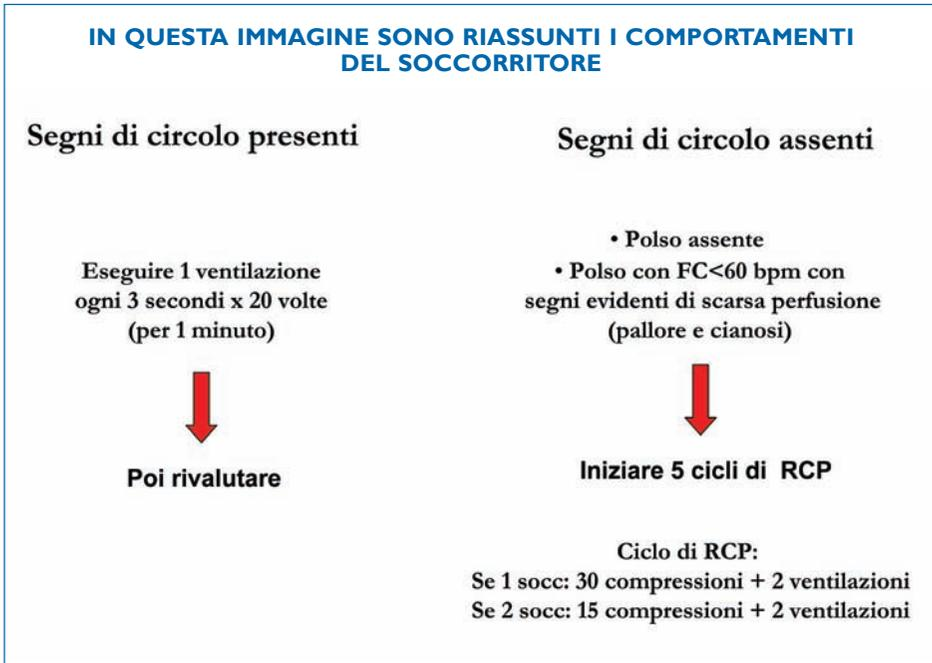 IN QUESTA IMMAGINE SONO RIASSUNTI I COMPORTAMENTI
DEL SOCCORRITORE
Segni di circolo presenti
Eseguire 1 ventilazione
ogni 3 secondi x 20 volte
(per 1 minuto)
Poi rivalutare
Segni di circolo assenti
• Polso assente
• Polso con FC<60 bpm con
segni evidenti di scarsa perfusione
(pallore e cianosi)
Iniziare 5 cicli di RCP
Ciclo di RCP:
Se 1 socc: 30 compressioni + 2 ventilazioni
Se 2 socc: 15 compressioni + 2 ventilazioni